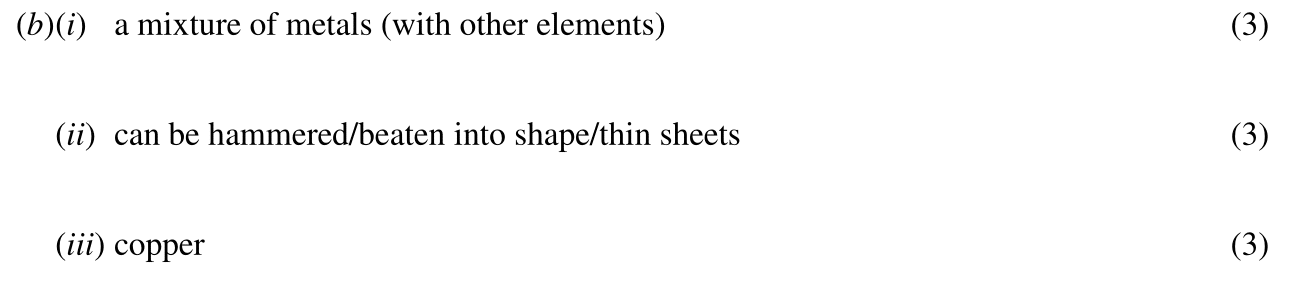 (b)(i) a mixture of metals (with other elements) (3)
(ii) can be hammered/beaten into shape/thin sheets (3)
(iii) copper (3)